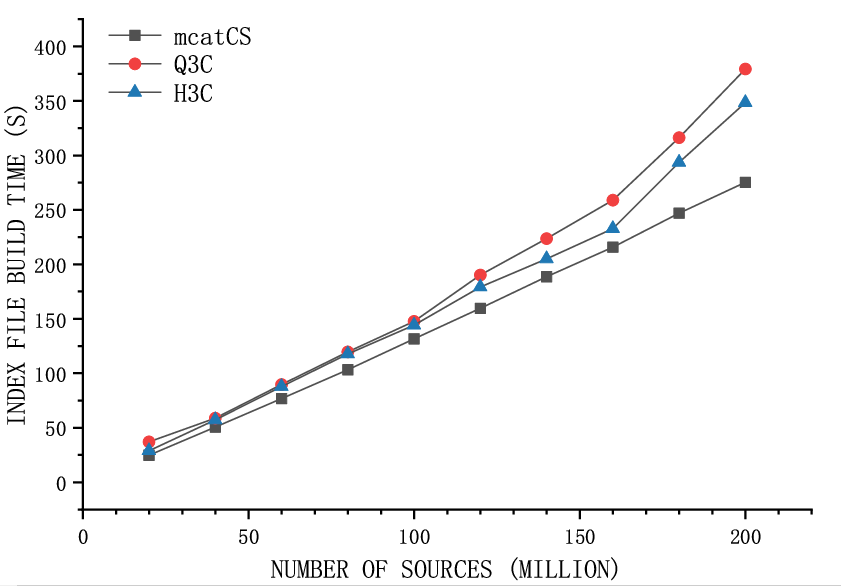 mcatCS
Q3C
H3C
INDEX FILE BUILD TIME (S)
400
350
300
250
200
150
100
50
0
0 50 100 150 200
NUMBER OF SOURCES (MILLION)